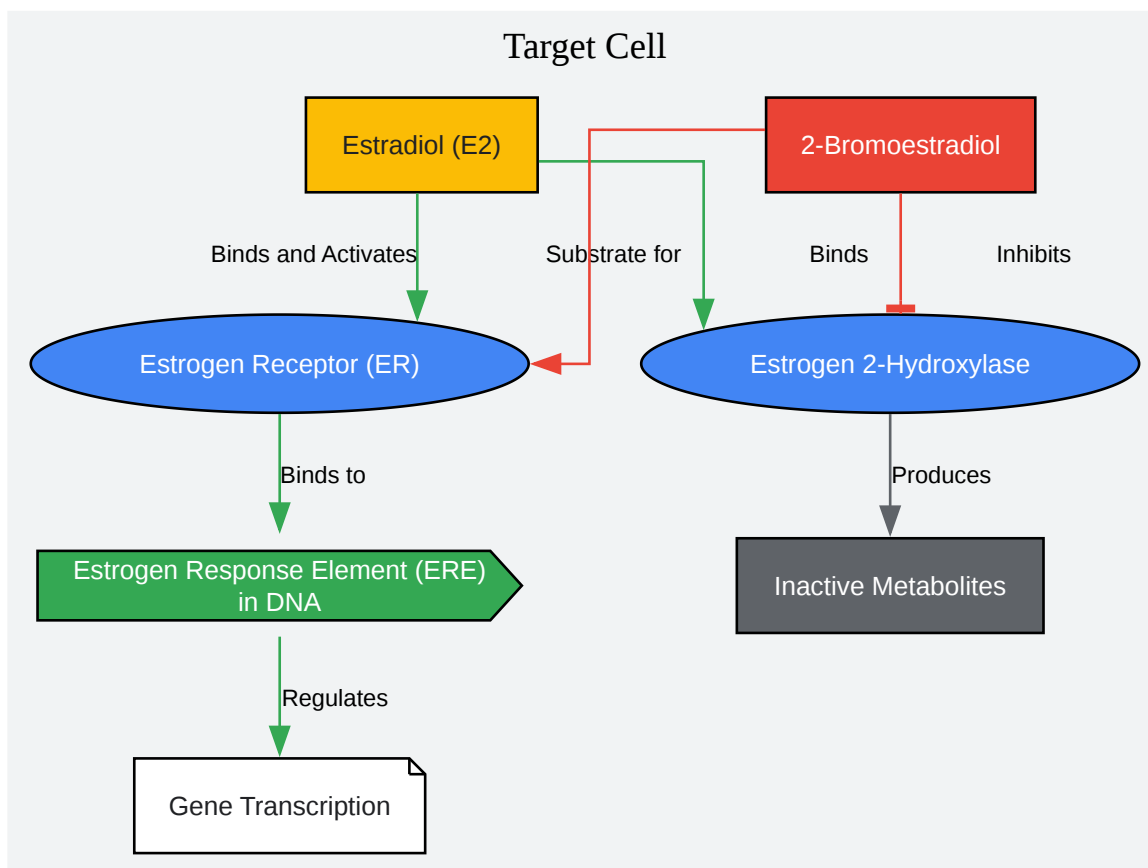 Target Cell
Estradiol (E2)
2-Bromoestradiol
Binds and Activates
Substrate for
Binds
Inhibits
Estrogen Receptor (ER)
Estrogen 2-Hydroxylase
Binds to
Produces
Estrogen Response Element (ERE)
in DNA
Inactive Metabolites
Regulates
Gene Transcription